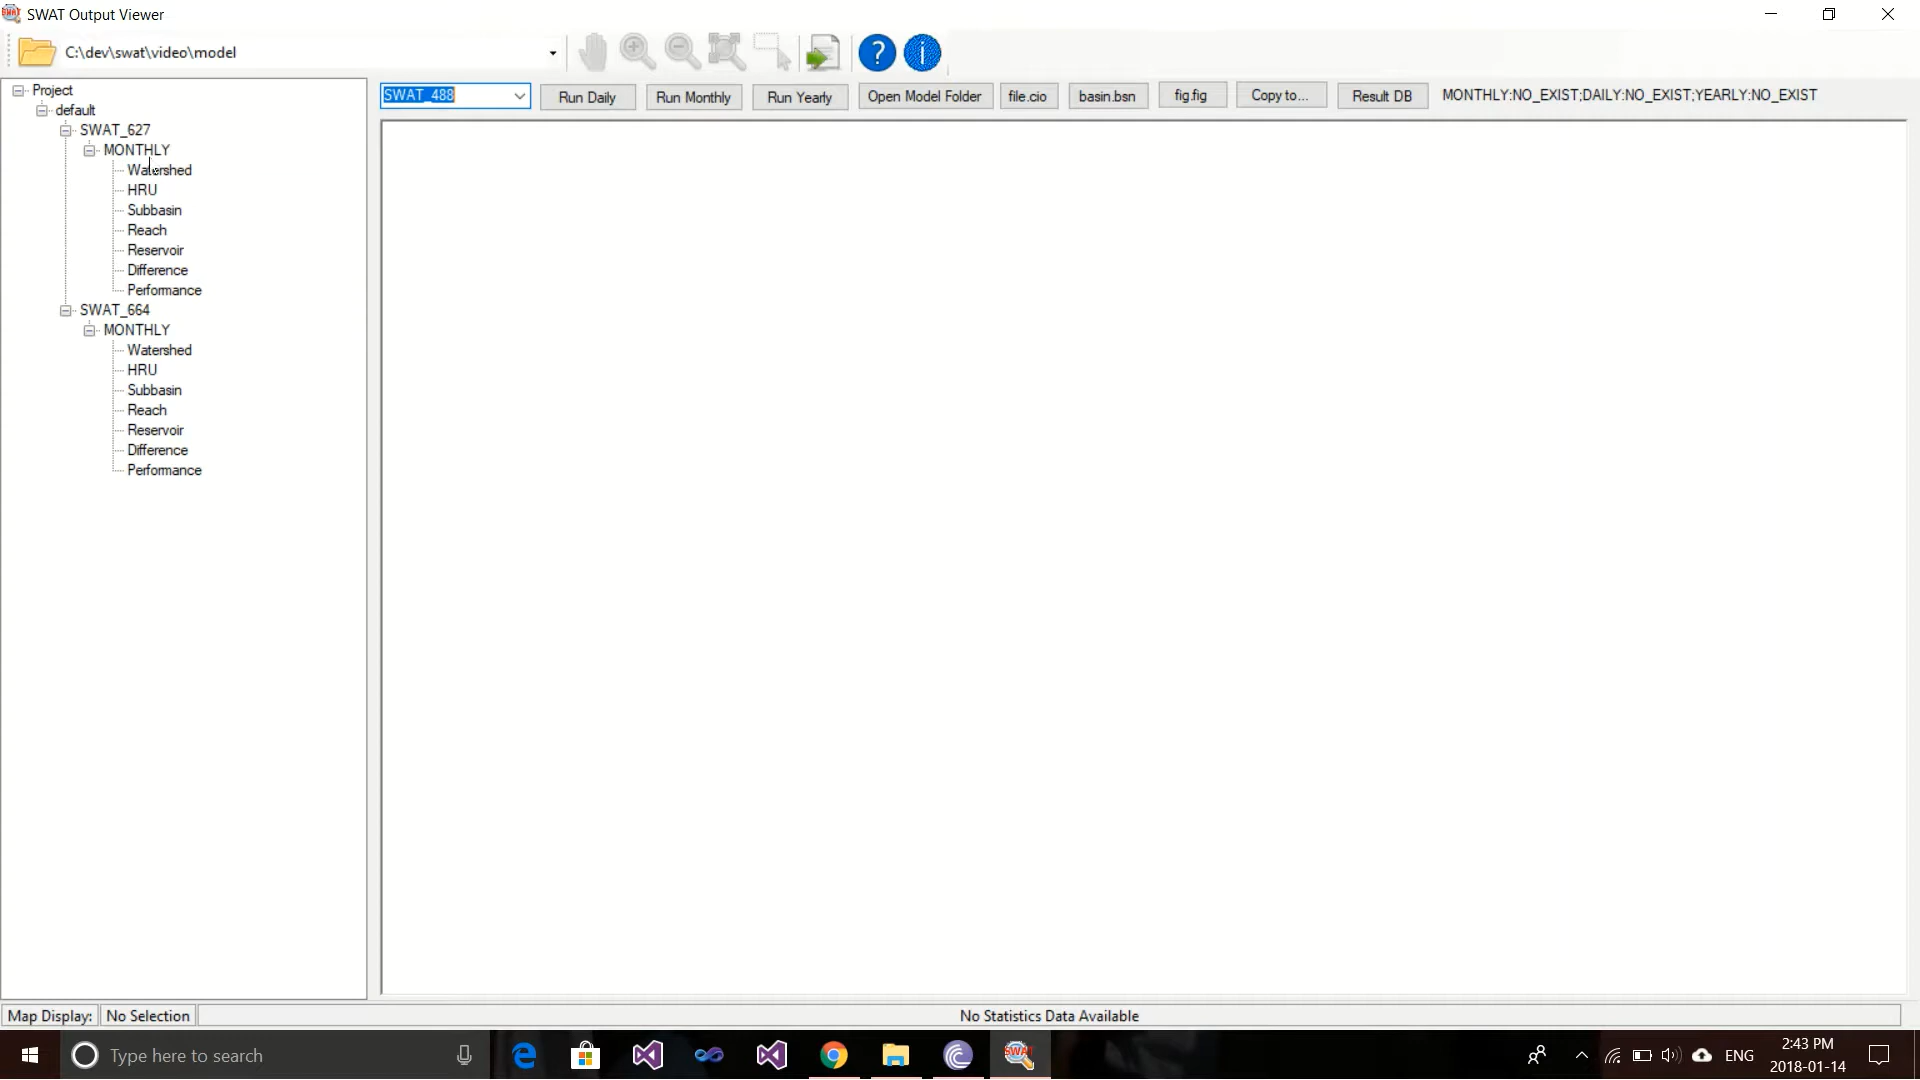 SWAT Output Viewer
C:\dev\swat\video\model
Project
default
SWAT_627
MONTHLY
Watershed
HRU
Subbasin
Reach
Reservoir
Difference
Performance
SWAT_664
MONTHLY
Watershed
HRU
Subbasin
Reach
Reservoir
Difference
Performance
SWAT_488 Run Daily Run Monthly Run Yearly Open Model Folder file.cio basin.bsn fig.fig Copy to... Result DB MONTHLY:NO_EXIST;DAILY:NO_EXIST;YEARLY:NO_EXIST
Map Display: No Selection No Statistics Data Available
Type here to search
SWAT
ENG
2:43 PM
2018-01-14